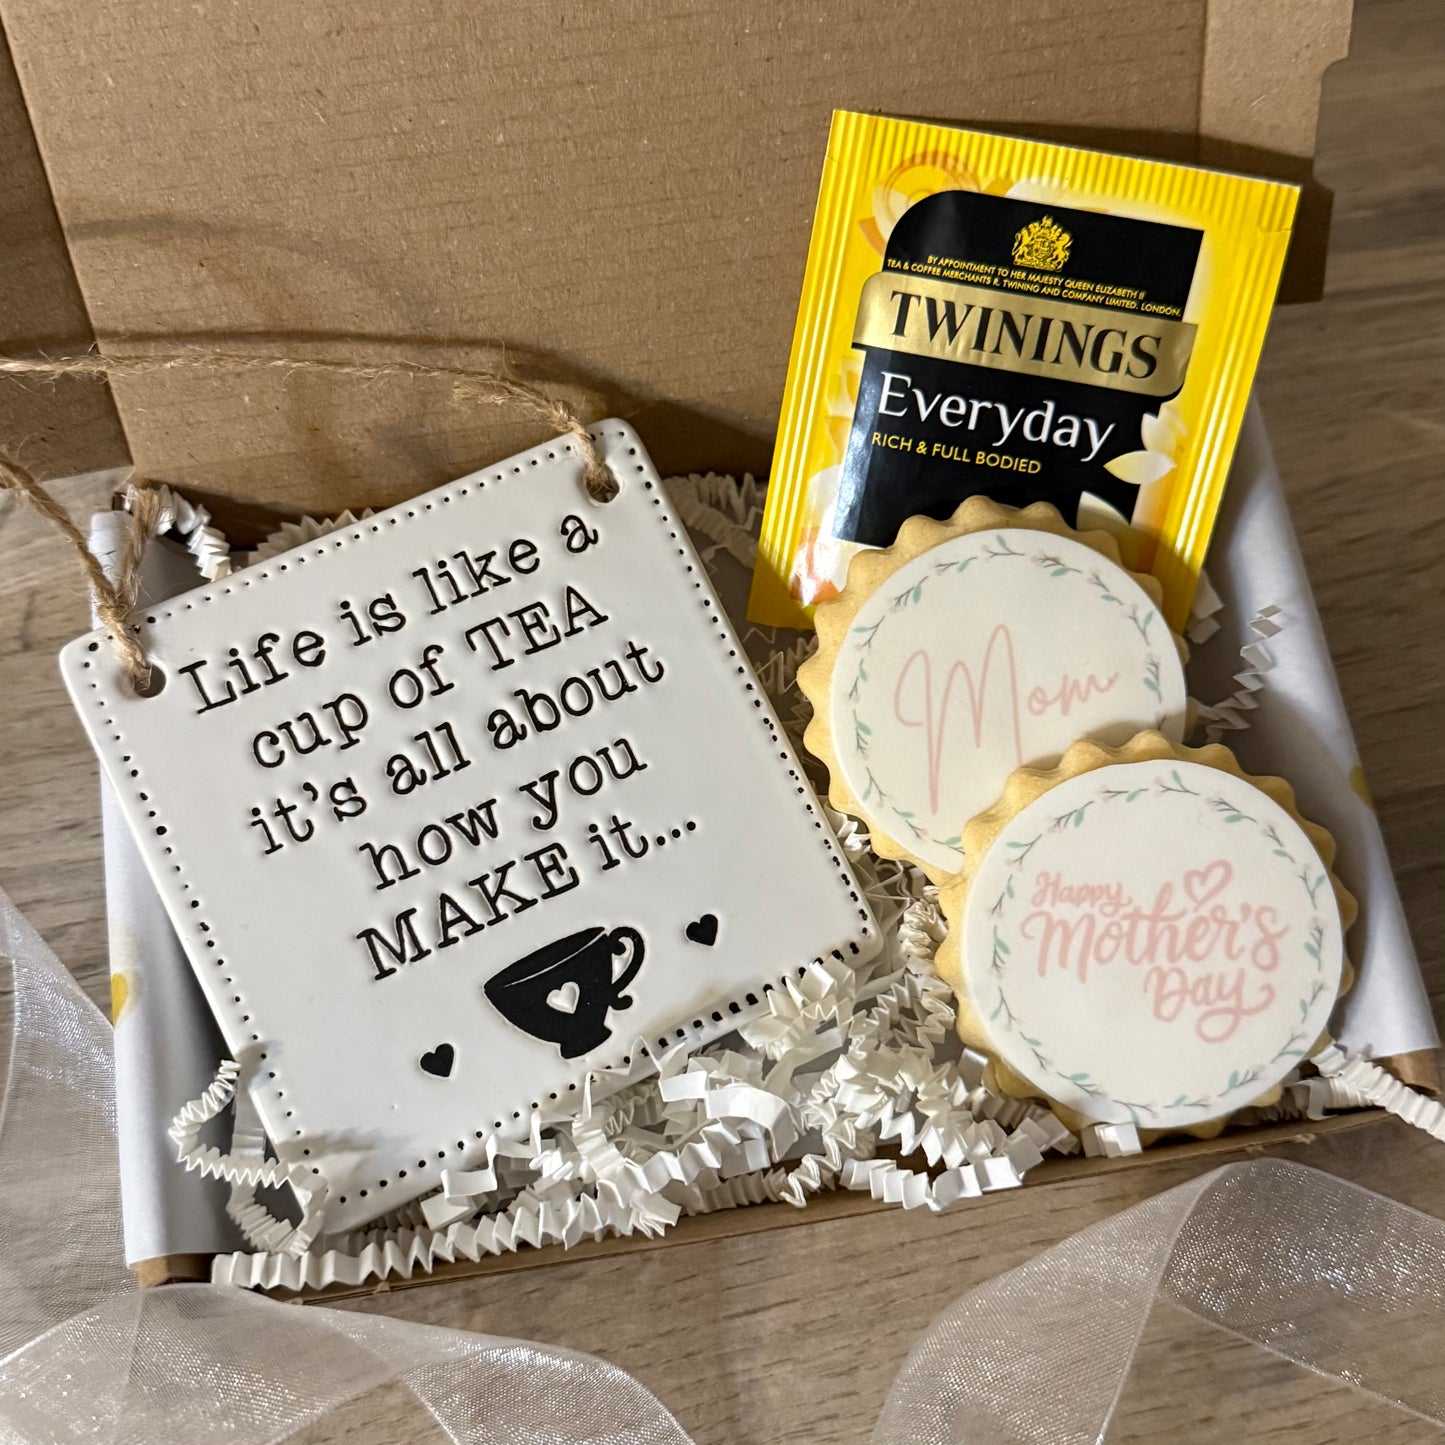 Life is like a
cup of TEA
it's all about
how you
MAKE it...
BY APPOINTMENT TO HER MAJESTY QUEEN ELIZABETH II
TEA & COFFEE MERCHANTS R. TWINING AND COMPANY LIMITED, LONDON.
TWININGS
Everyday
RICH & FULL BODIED
Mom
Happy
Mother's
Day